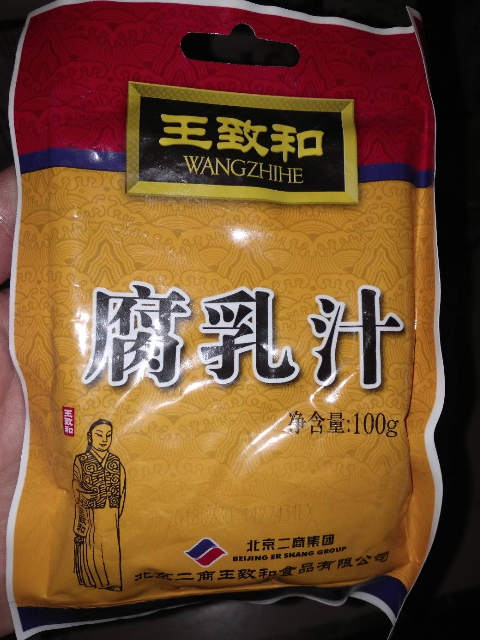 王致和
WANGZHIHE
腐乳汁
王致和
净含量:100g
北京二商集团
BEIJING ER SHANG GROUP
北京二商王致和食品有限公司